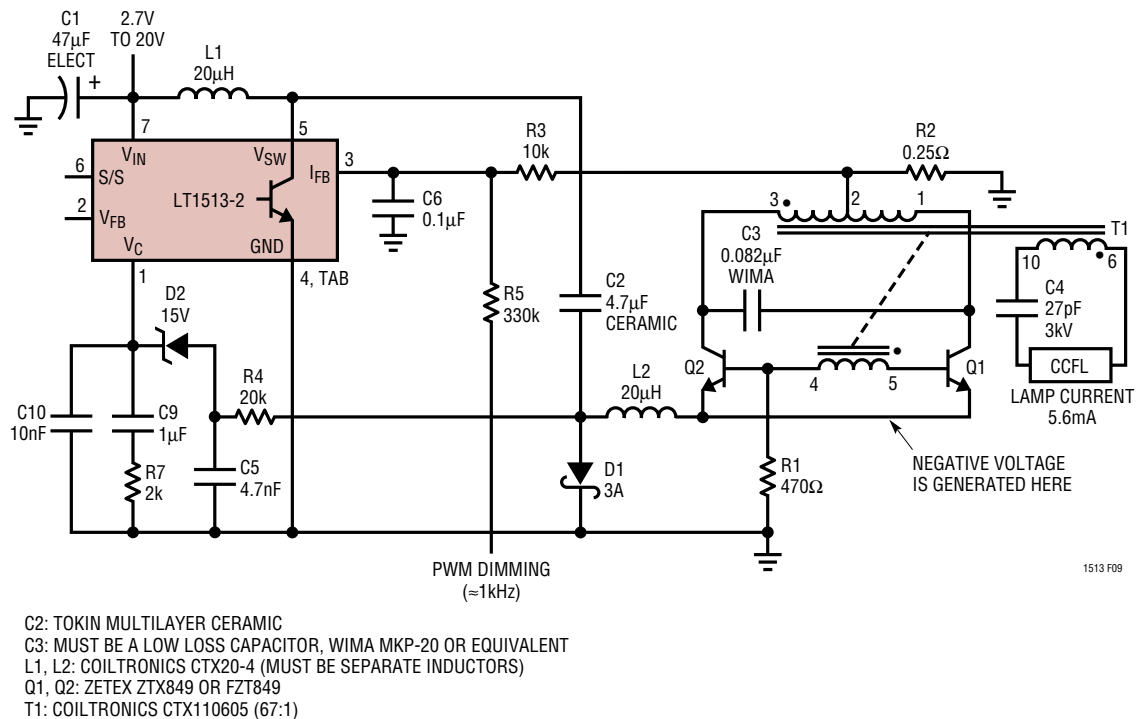 C1
47µF
ELECT
+
2.7V
TO 20V
L1
20µH
7
5
VIN
VSW
6
S/S
IFB
3
LT1513-2
2
VFB
VC
GND
1
4, TAB
R3
10k
R2
0.25Ω
C6
0.1µF
3
2
1
T1
C3
0.082µF
WIMA
10
6
C4
27pF
3kV
CCFL
LAMP CURRENT
5.6mA
D2
15V
R5
330k
C2
4.7µF
CERAMIC
Q2
4
5
Q1
L2
20µH
R4
20k
C10
10nF
C9
1µF
R7
2k
C5
4.7nF
D1
3A
R1
470Ω
NEGATIVE VOLTAGE
IS GENERATED HERE
PWM DIMMING
(≈1kHz)
1513 F09
C2: TOKIN MULTILAYER CERAMIC
C3: MUST BE A LOW LOSS CAPACITOR, WIMA MKP-20 OR EQUIVALENT
L1, L2: COILTRONICS CTX20-4 (MUST BE SEPARATE INDUCTORS)
Q1, Q2: ZETEX ZTX849 OR FZT849
T1: COILTRONICS CTX110605 (67:1)